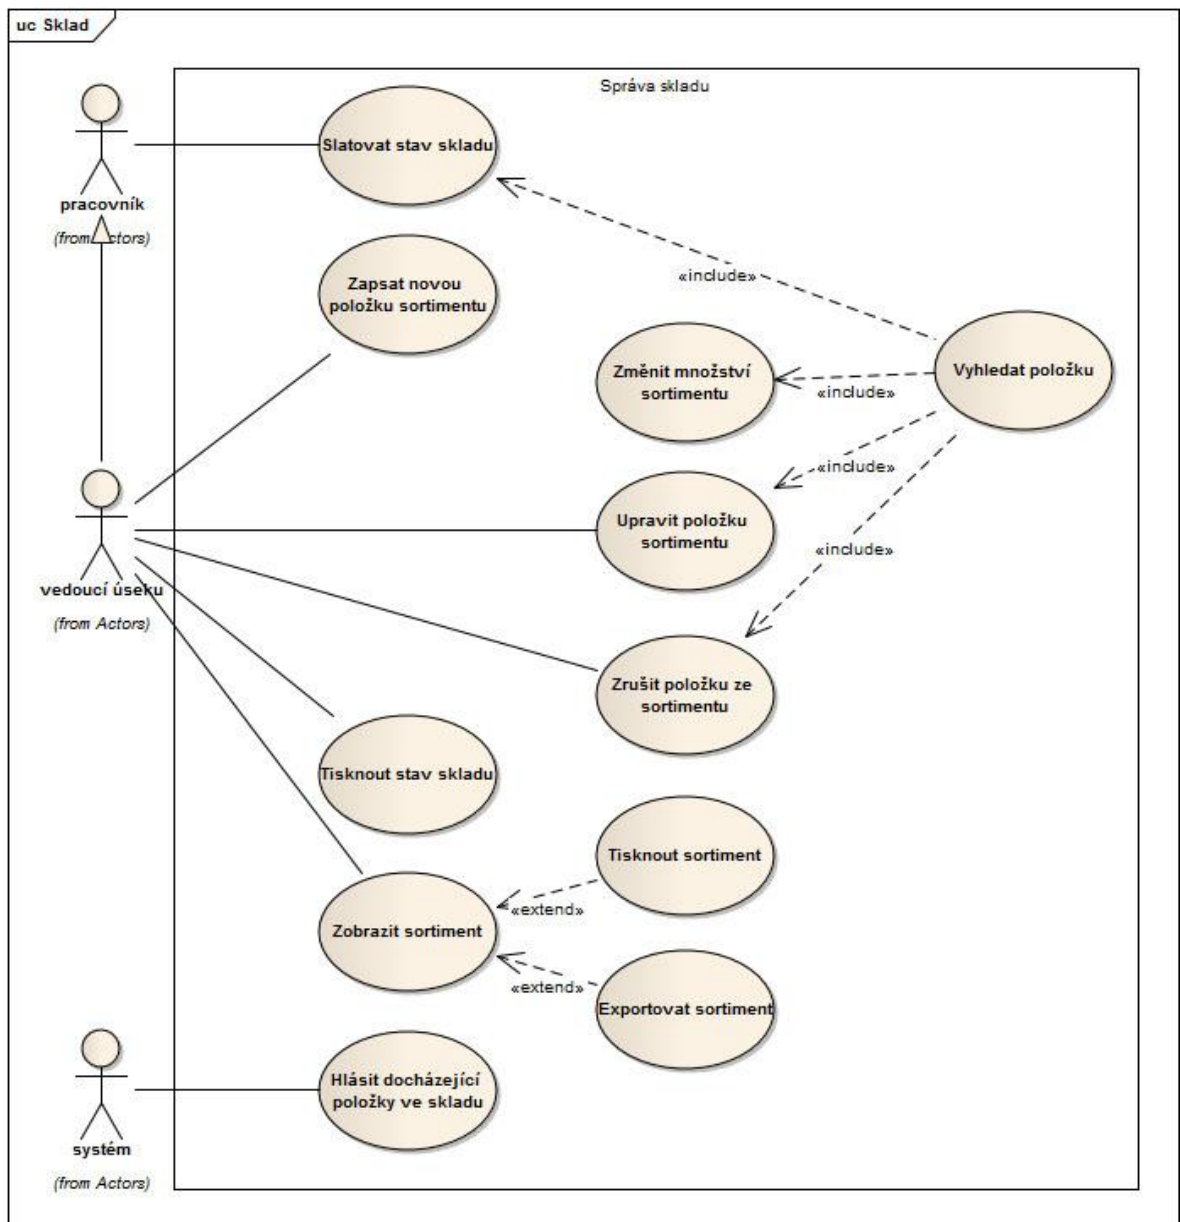 uc Sklad
Správa skladu
Slatovat stav skladu
pracovník
(from Actors)
Zapsat novou
položku sortimentu
«include»
Změnit množství
sortimentu
Vyhledat položku
«include»
«include»
Upravit položku
sortimentu
«include»
vedoucí úseku
(from Actors)
Zrušit položku ze
sortimentu
Tisknout stav skladu
Tisknout sortiment
«extend»
Zobrazit sortiment
«extend»
Exportovat sortiment
Hlásit docházející
položky ve skladu
systém
(from Actors)